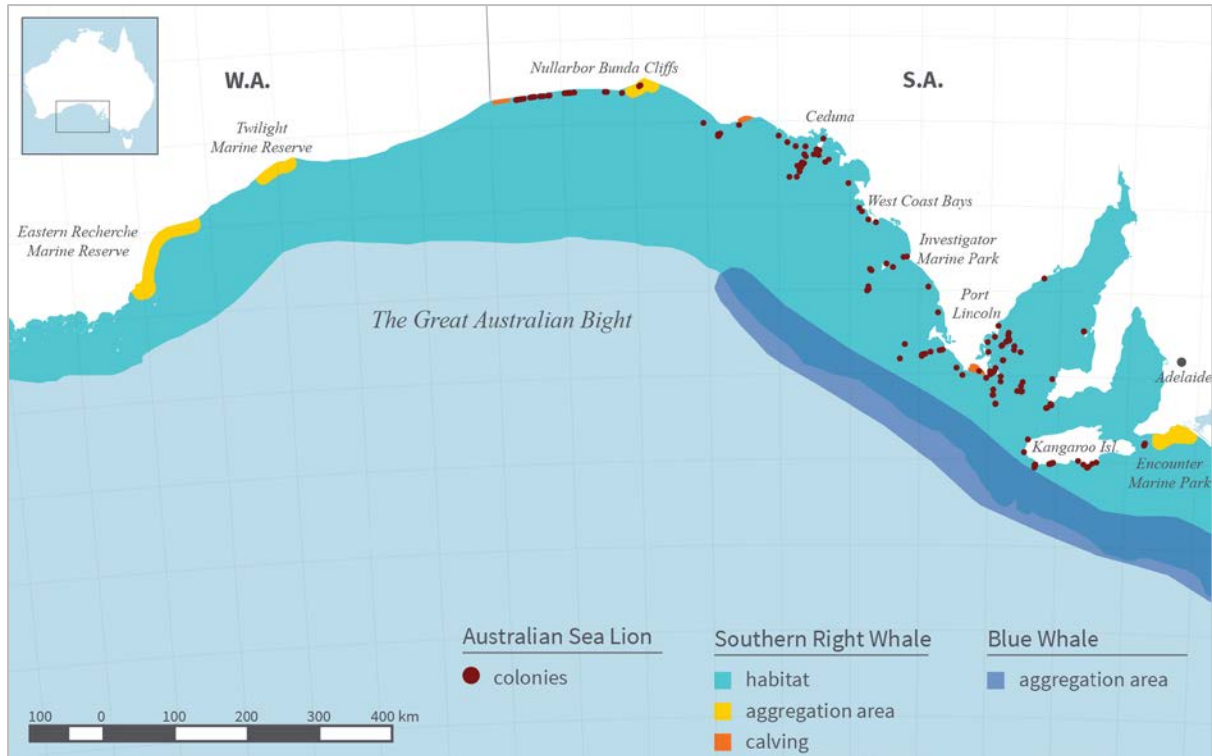 W.A.
Nullarbor Bunda Cliffs
S.A.
Twilight
Marine Reserve
Ceduna
Eastern Recherche
Marine Reserve
West Coast Bays
Investigator
Marine Park
Port
Lincoln
The Great Australian Bight
Adelaide
Kangaroo Isl.
Encounter
Marine Park
Australian Sea Lion
colonies
Southern Right Whale
habitat
aggregation area
calving
Blue Whale
aggregation area
100 0 100 200 300 400 km